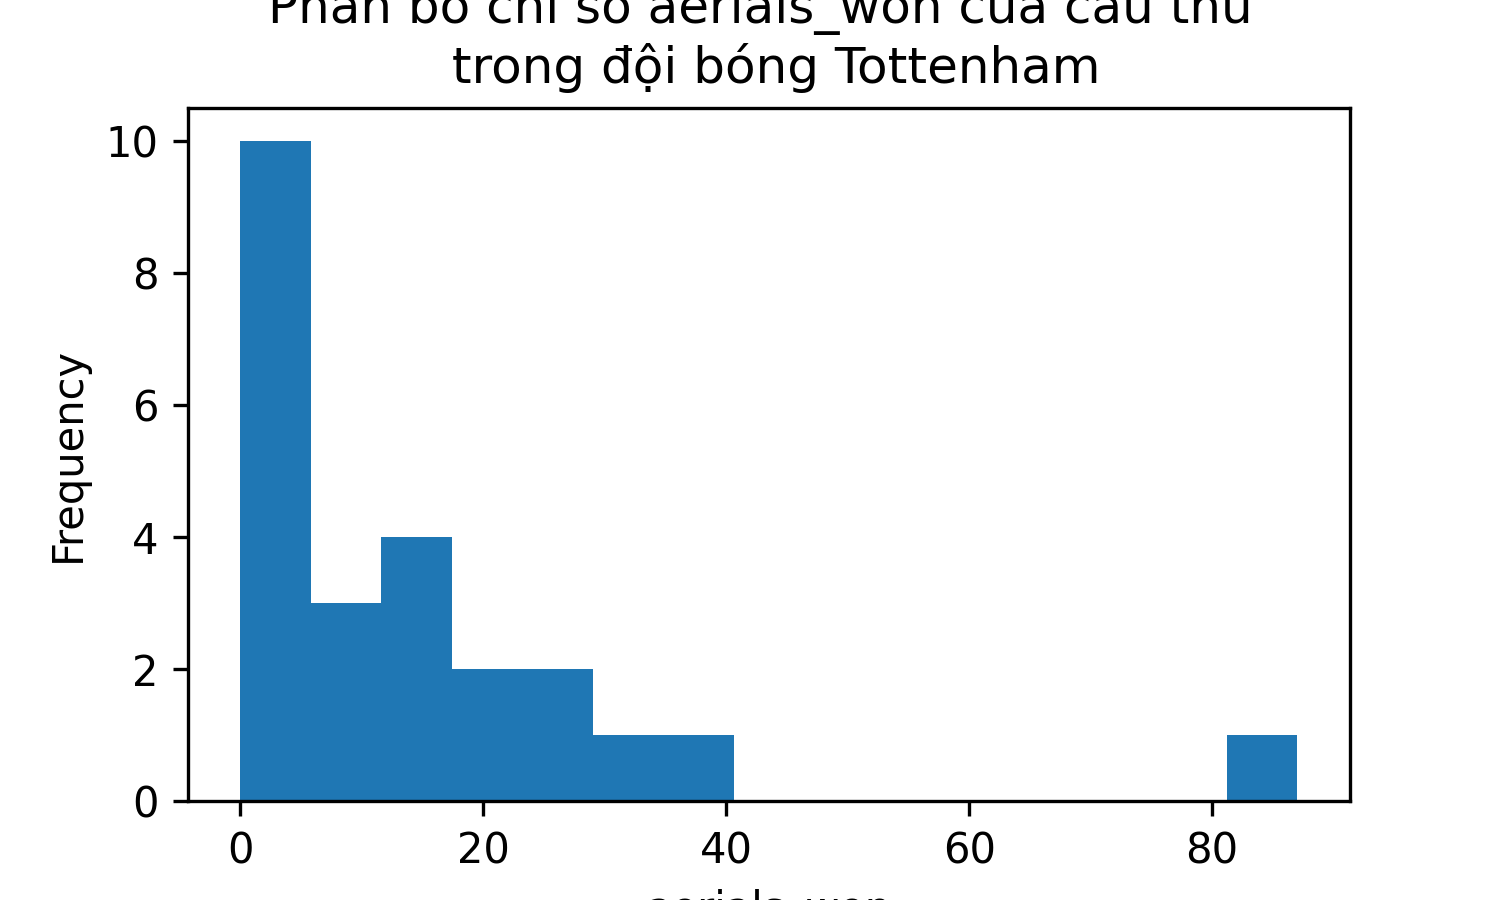 Phân bố chỉ số aerials_won của cầu thủ
trong đội bóng Tottenham
10
8
6
4
2
0
Frequency
0 20 40 60 80
aerials_won